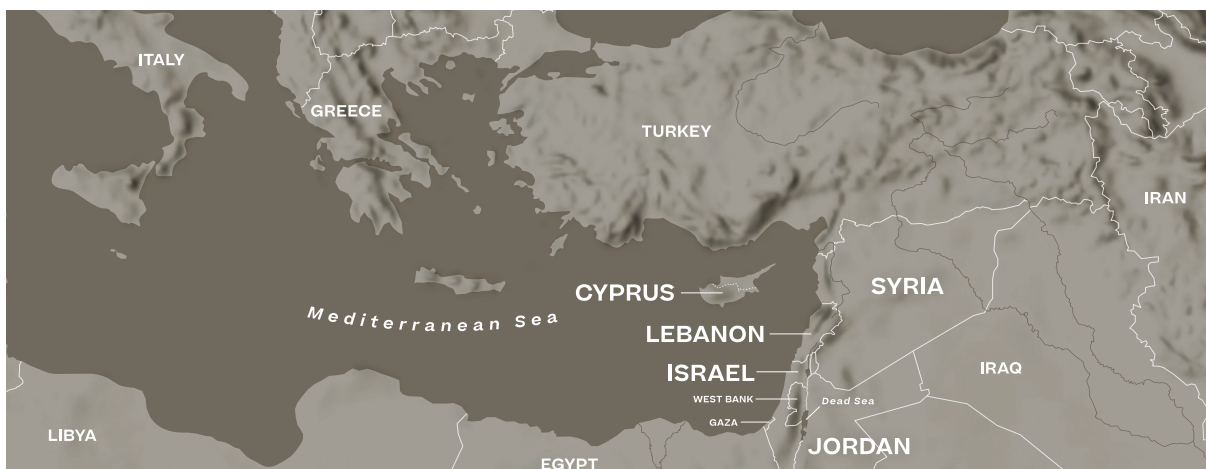 ITALY
GREECE
TURKEY
IRAN
CYPRUS
SYRIA
Mediterranean Sea
LEBANON
ISRAEL
IRAQ
WEST BANK
Dead Sea
GAZA
LIBYA
JORDAN
EGYPT